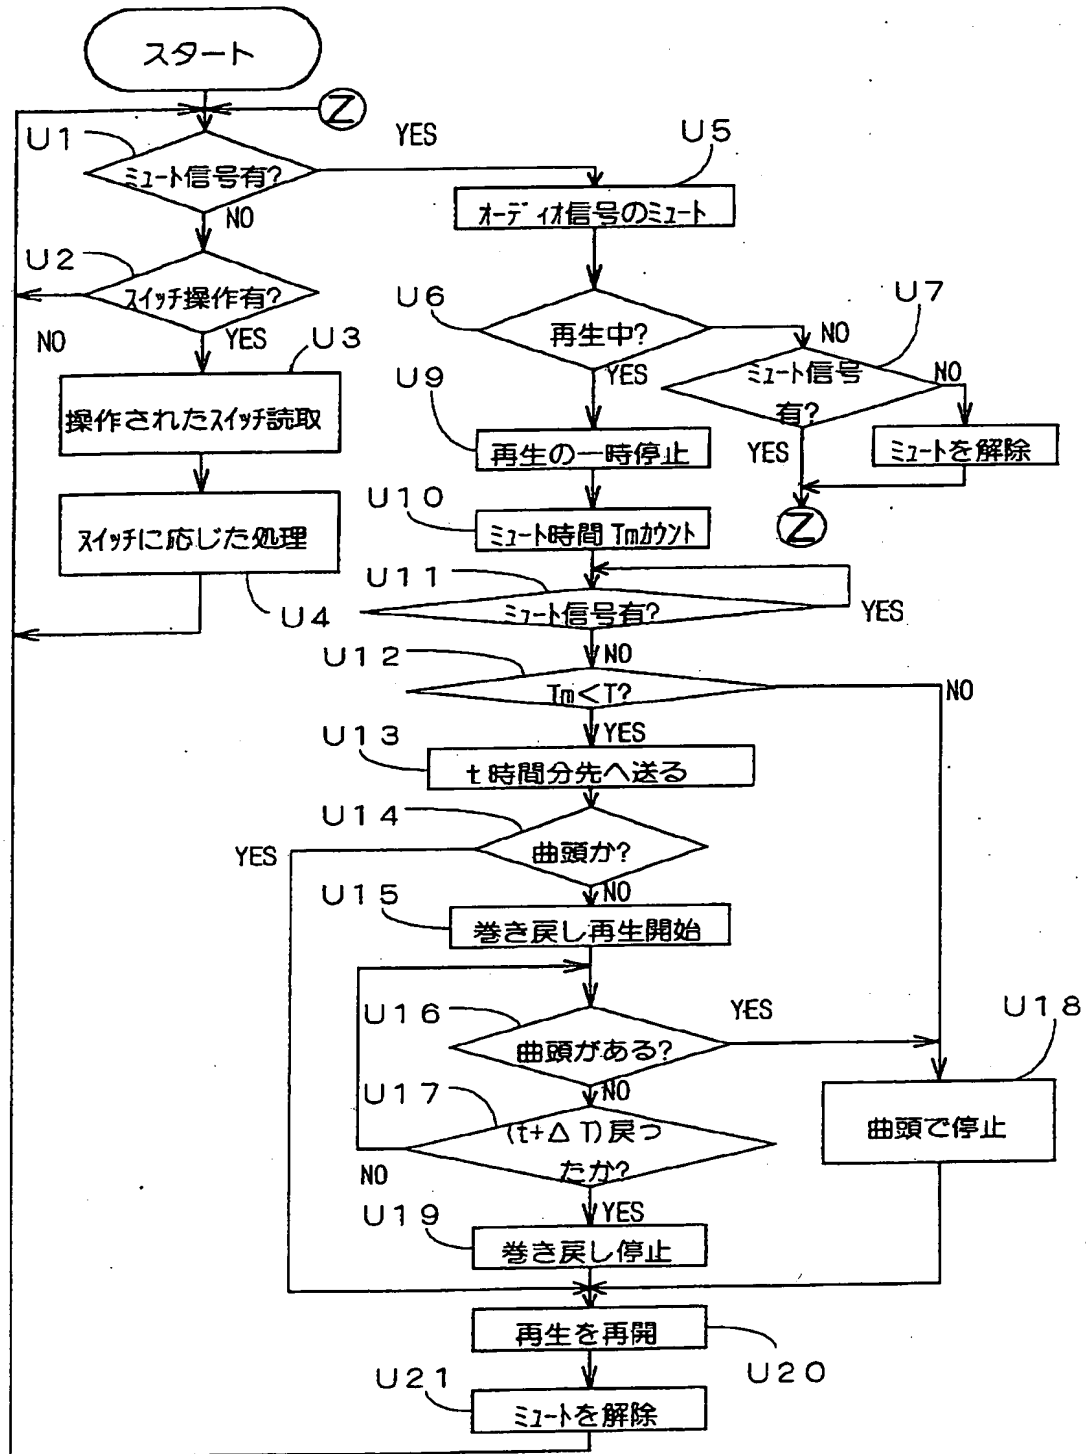 スタート
Z
U1
YES
U5
ミュート信号有?
オーディオ信号のミュート
NO
U2
スイッチ操作有?
U6
U7
再生中?
NO
NO
YES
U3
YES
ミュート信号
有?
NO
U9
操作されたスイッチ読取
再生の一時停止
YES
ミュートを解除
U10
スイッチに応じた処理
ミュート時間 Tmカウント
Z
U11
U4
ミュート信号有?
YES
U12
NO
Tm<T?
NO
U13
YES
t時間分先へ送る
U14
YES
曲頭か?
U15
NO
巻き戻し再生開始
U16
YES
U18
曲頭がある?
U17
NO
(t+ΔT)戻っ
たか?
曲頭で停止
NO
U19
YES
巻き戻し停止
再生を再開
U20
U21
ミュートを解除